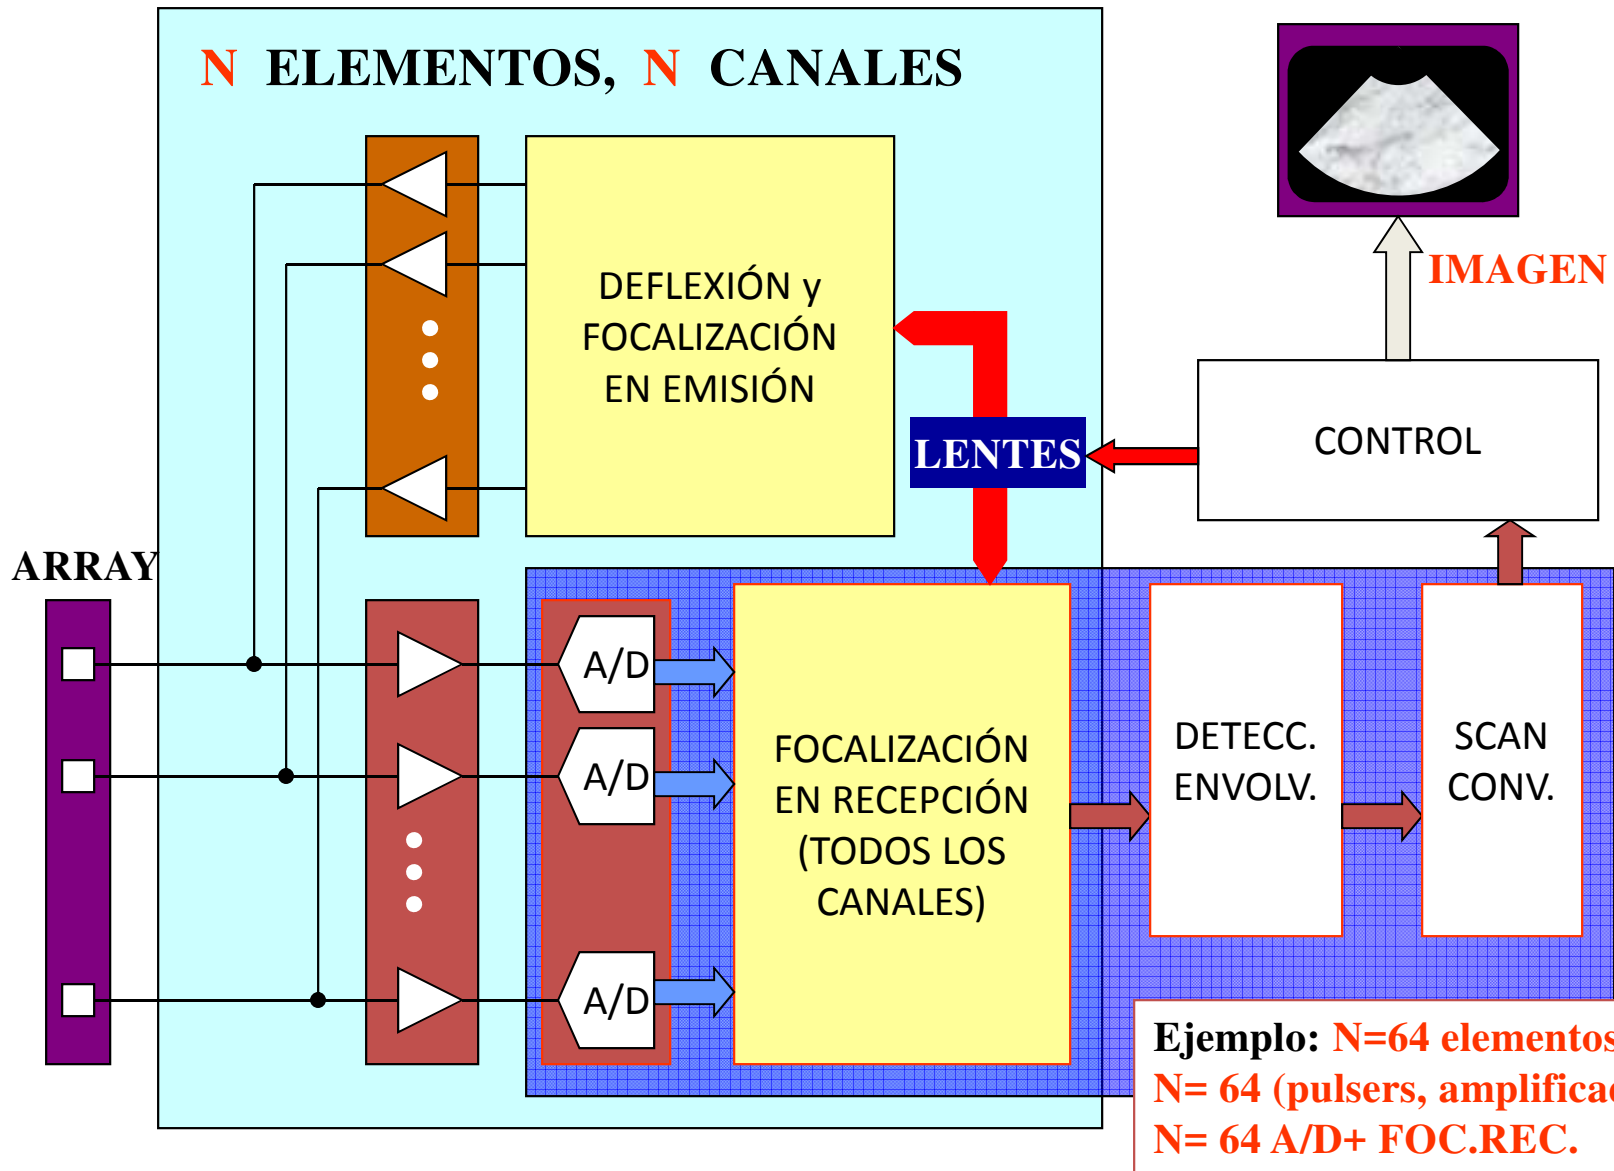 N ELEMENTOS, N CANALES
DEFLEXIÓN y
FOCALIZACIÓN
EN EMISIÓN
IMAGEN
LENTES
CONTROL
ARRAY
A/D
A/D
A/D
FOCALIZACIÓN
EN RECEPCIÓN
(TODOS LOS
CANALES)
DETECC.
ENVOLV.
SCAN
CONV.
Ejemplo: N=64 elementos
N= 64 (pulsers,
N= 64 A/D+ FOC.REC.